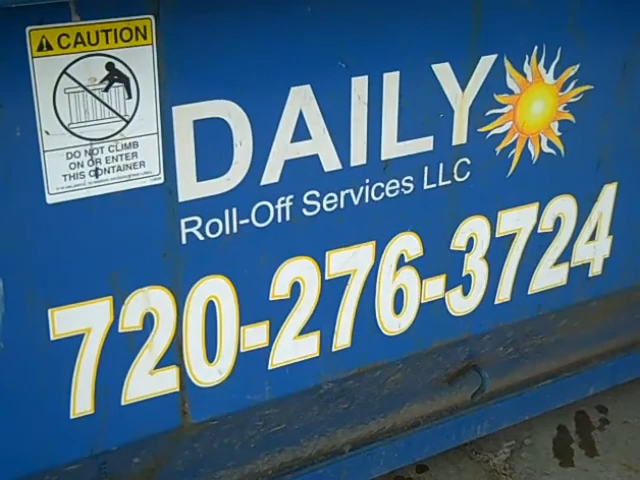 CAUTION
DO NOT CLIMB
ON OR ENTER
THIS CONTAINER
DAILY
Roll-Off Services LLC
720-276-3724